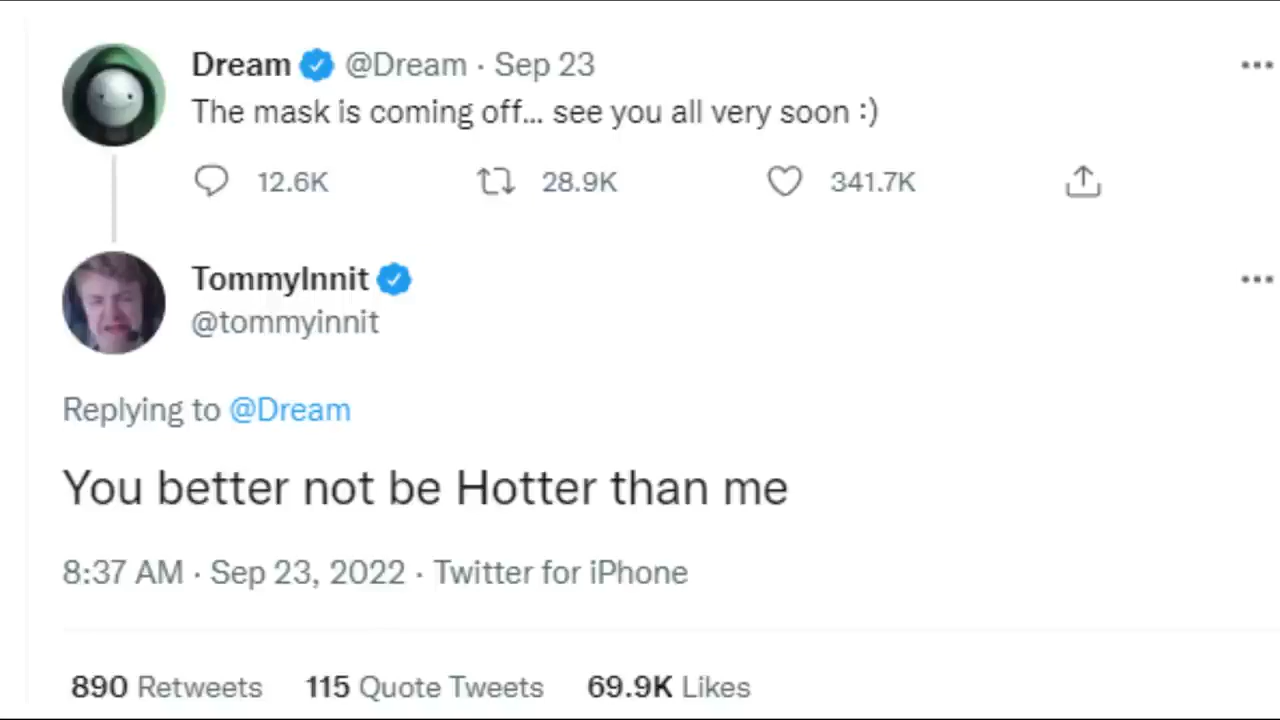 Dream @Dream · Sep 23
The mask is coming off... see you all very soon :)
12.6K 28.9K 341.7K
TommyInnit
@tommyinnit
Replying to @Dream
You better not be Hotter than me
8:37 AM · Sep 23, 2022 · Twitter for iPhone
890 Retweets 115 Quote Tweets 69.9K Likes